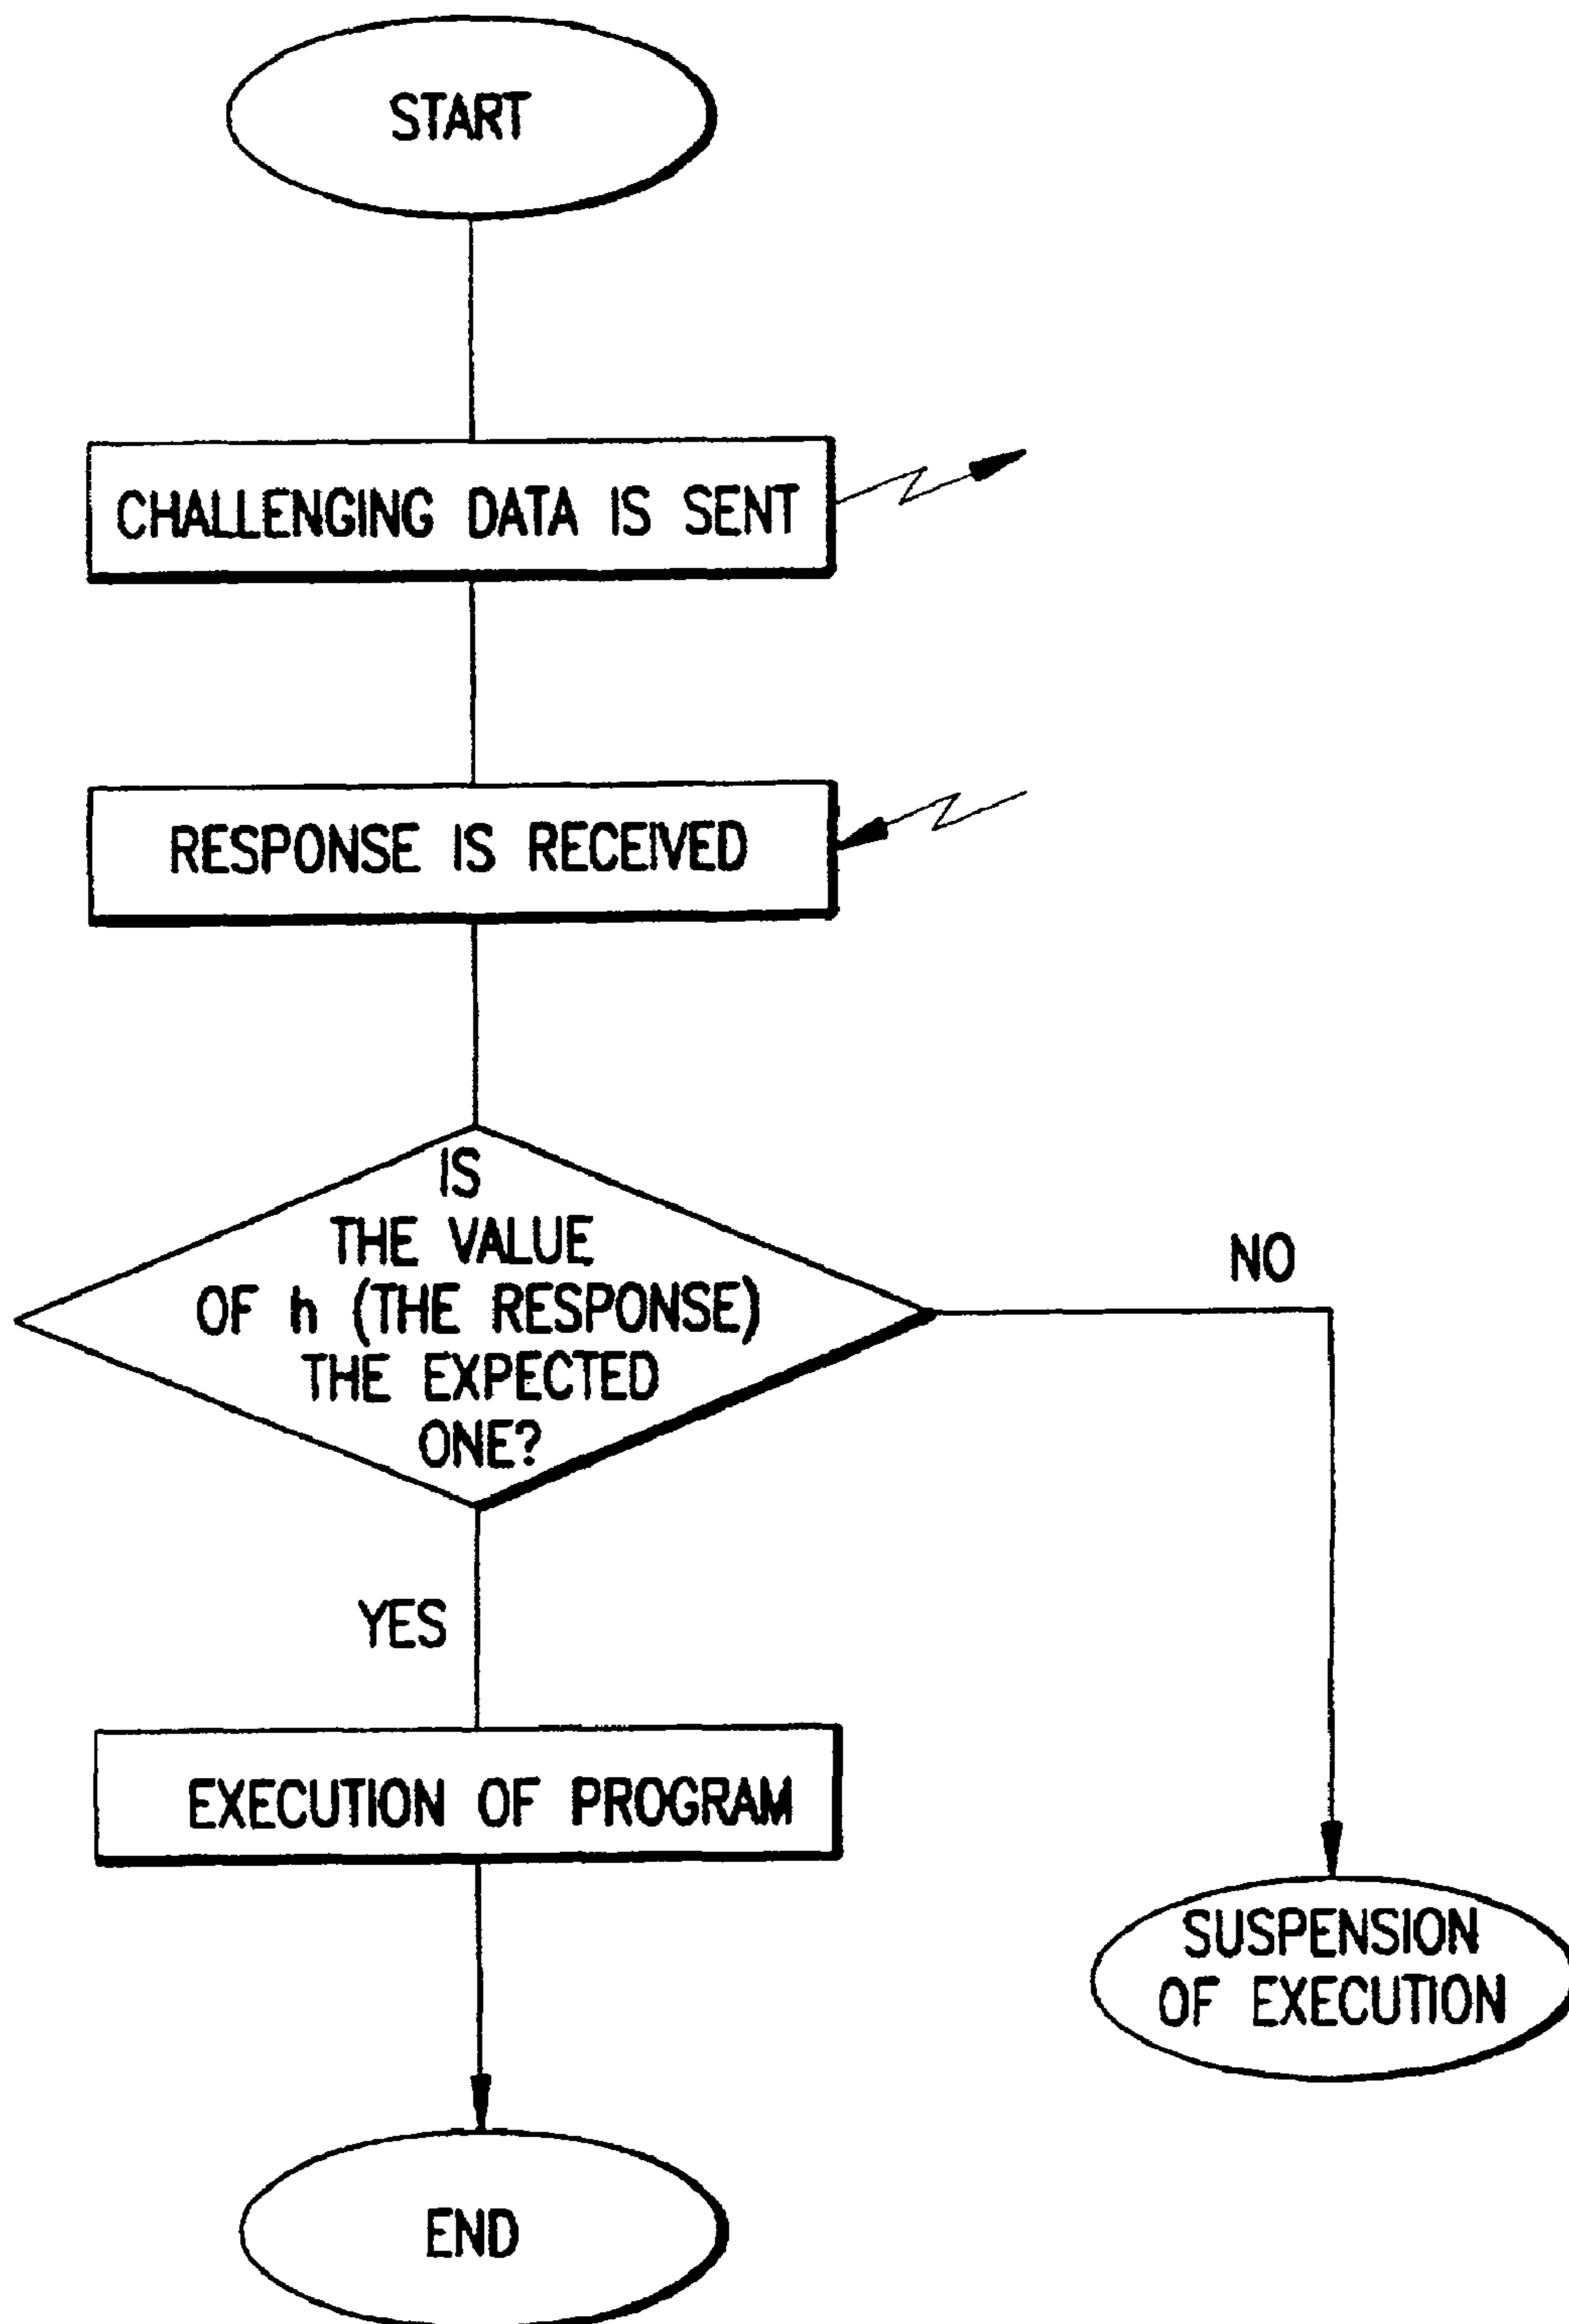 START
CHALLENGING DATA IS SENT
RESPONSE IS RECEIVED
IS
THE VALUE
OF h (THE RESPONSE)
THE EXPECTED
ONE?
NO
YES
EXECUTION OF PROGRAM
SUSPENSION
OF EXECUTION
END